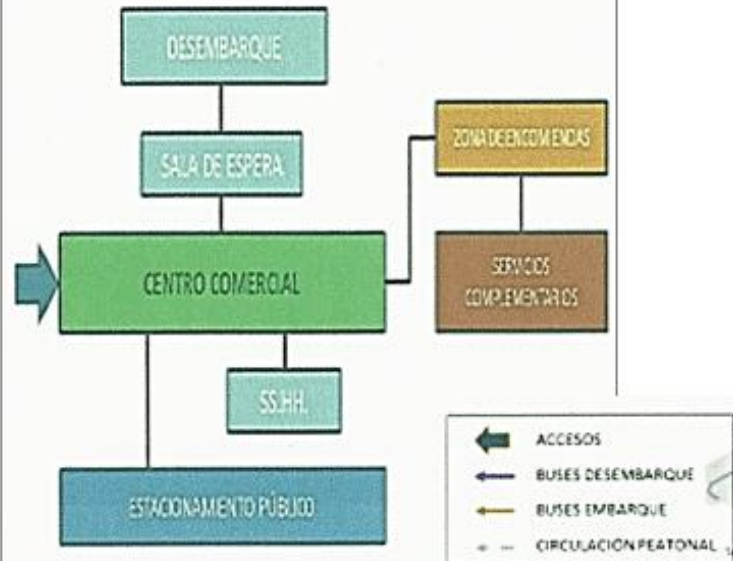 DESEMBARQUE
SALA DE ESPERA
ZONA DE ENCOMIENDAS
CENTRO COMERCIAL
SERVICIOS
COMPLEMENTARIOS
SS.HH.
ESTACIONAMIENTO PÚBLICO
ACCESOS
BUSES DESEMBARQUE
BUSES EMBARQUE
CIRCULACIÓN PEATONAL